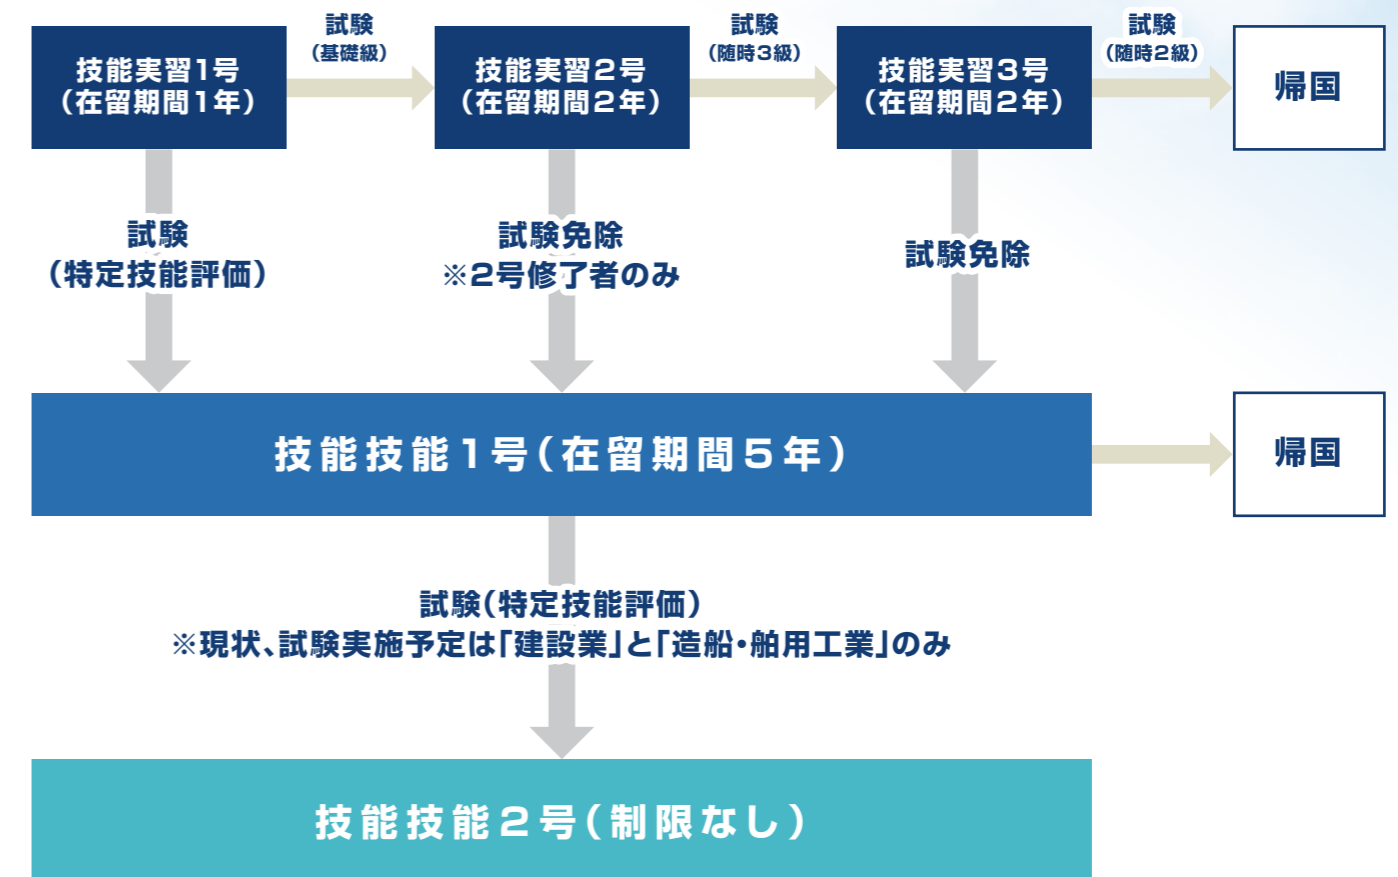 試験
（基礎級）
試験
（随時3級）
試験
（随時2級）
技能実習1号
（在留期間1年）
技能実習2号
（在留期間2年）
技能実習3号
（在留期間2年）
帰国
試験
（特定技能評価）
試験免除
※2号修了者のみ
試験免除
技能技能1号（在留期間5年）
帰国
試験（特定技能評価）
※現状、試験実施予定は「建設業」と「造船・舶用工業」のみ
技能技能2号（制限なし）